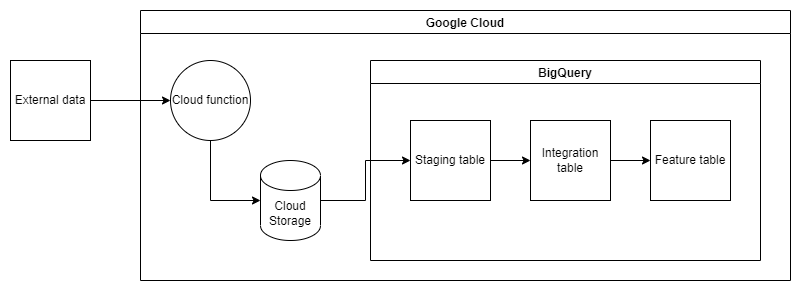 Google Cloud
BigQuery
External data
Cloud function
Staging table
Integration
table
Feature table
Cloud
Storage